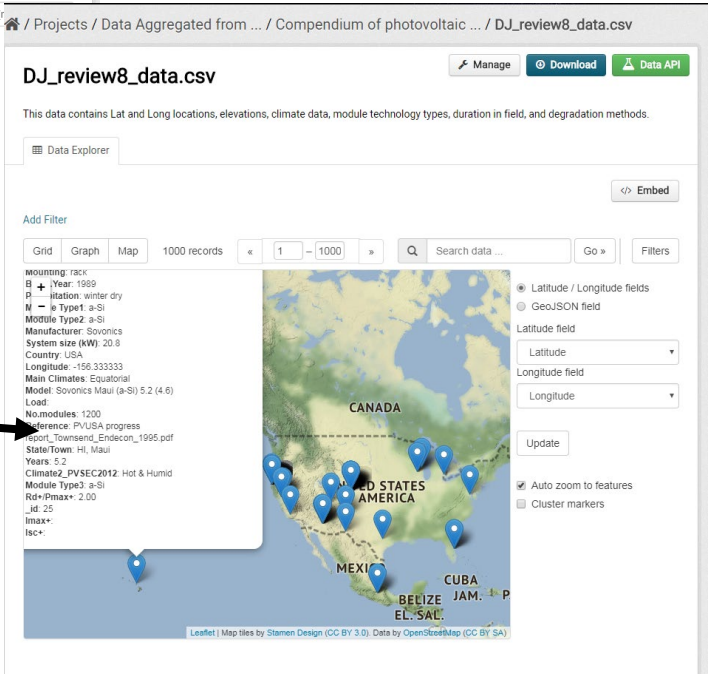 / Projects / Data Aggregated from ... / Compendium of photovoltaic ... / DJ_review8_data.csv
DJ_review8_data.csv
Manage
Download
Data API
This data contains Lat and Long locations, elevations, climate data, module technology types, duration in field, and degradation methods.
Data Explorer
</> Embed
Add Filter
Grid Graph Map 1000 records « 1 – 1000 » Search data ... Go » Filters
Mounting: rack
Year: 1989
winter dry
Type1: a-Si
Module Type2: a-Si
Manufacturer: Sovonics
System size (kW): 20.8
Country: USA
Longitude: -156.333333
Main Climates: Equatorial
Model: Sovonics Maui (a-Si) 5.2 (4.6)
Load:
No.modules: 1200
Reference: PVUSA progress
report_Townsend_Endecon_1995.pdf
State/Town: HI, Maui
Years: 5.2
Climate2_PVSEC2012: Hot & Humid
Module Type3: a-Si
Rd+/Pmax+: 2.00
_id: 25
Imax+:
Isc+:
+
−
CANADA
STATES
AMERICA
CUBA
BELIZE
JAM.
EL. SAL.
Leaflet | Map tiles by Stamen Design (CC BY 3.0). Data by OpenStreetMap (CC BY SA)
Latitude / Longitude fields
GeoJSON field
Latitude field
Latitude
Longitude field
Longitude
Update
Auto zoom to features
Cluster markers